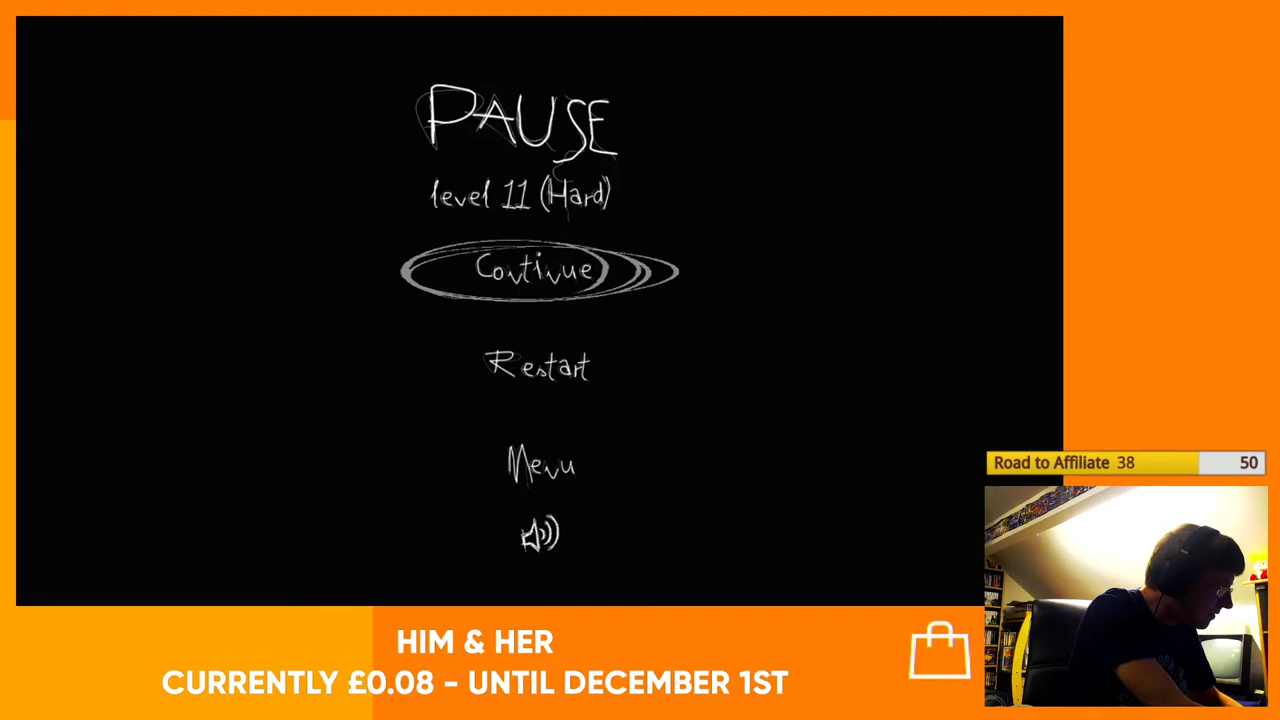 PAUSE
level 11 (Hard)
Continue
Restart
Menu
Road to Affiliate 38 50
HIM & HER
CURRENTLY £0.08 - UNTIL DECEMBER 1ST